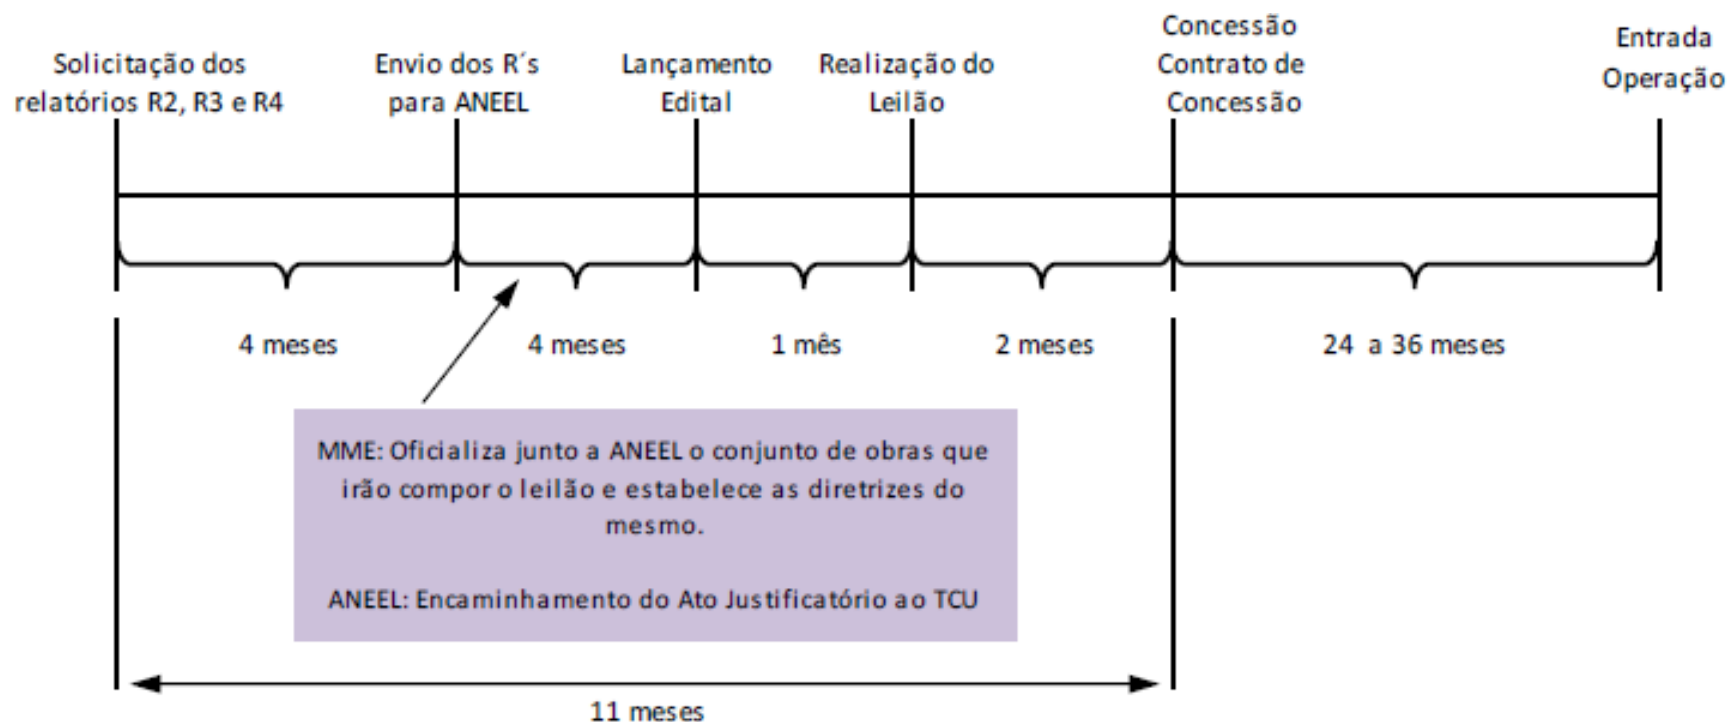 Solicitação dos
relatórios R2, R3 e R4
Envio dos R´s
para ANEEL
Lançamento
Edital
Realização do
Leilão
Concessão
Contrato de
Concessão
Entrada
Operação
4 meses
4 meses
1 mês
2 meses
24 a 36 meses
MME: Oficializa junto a ANEEL o conjunto de obras que
irão compor o leilão e estabelece as diretrizes do
mesmo.
ANEEL: Encaminhamento do Ato Justificatório ao TCU
11 meses